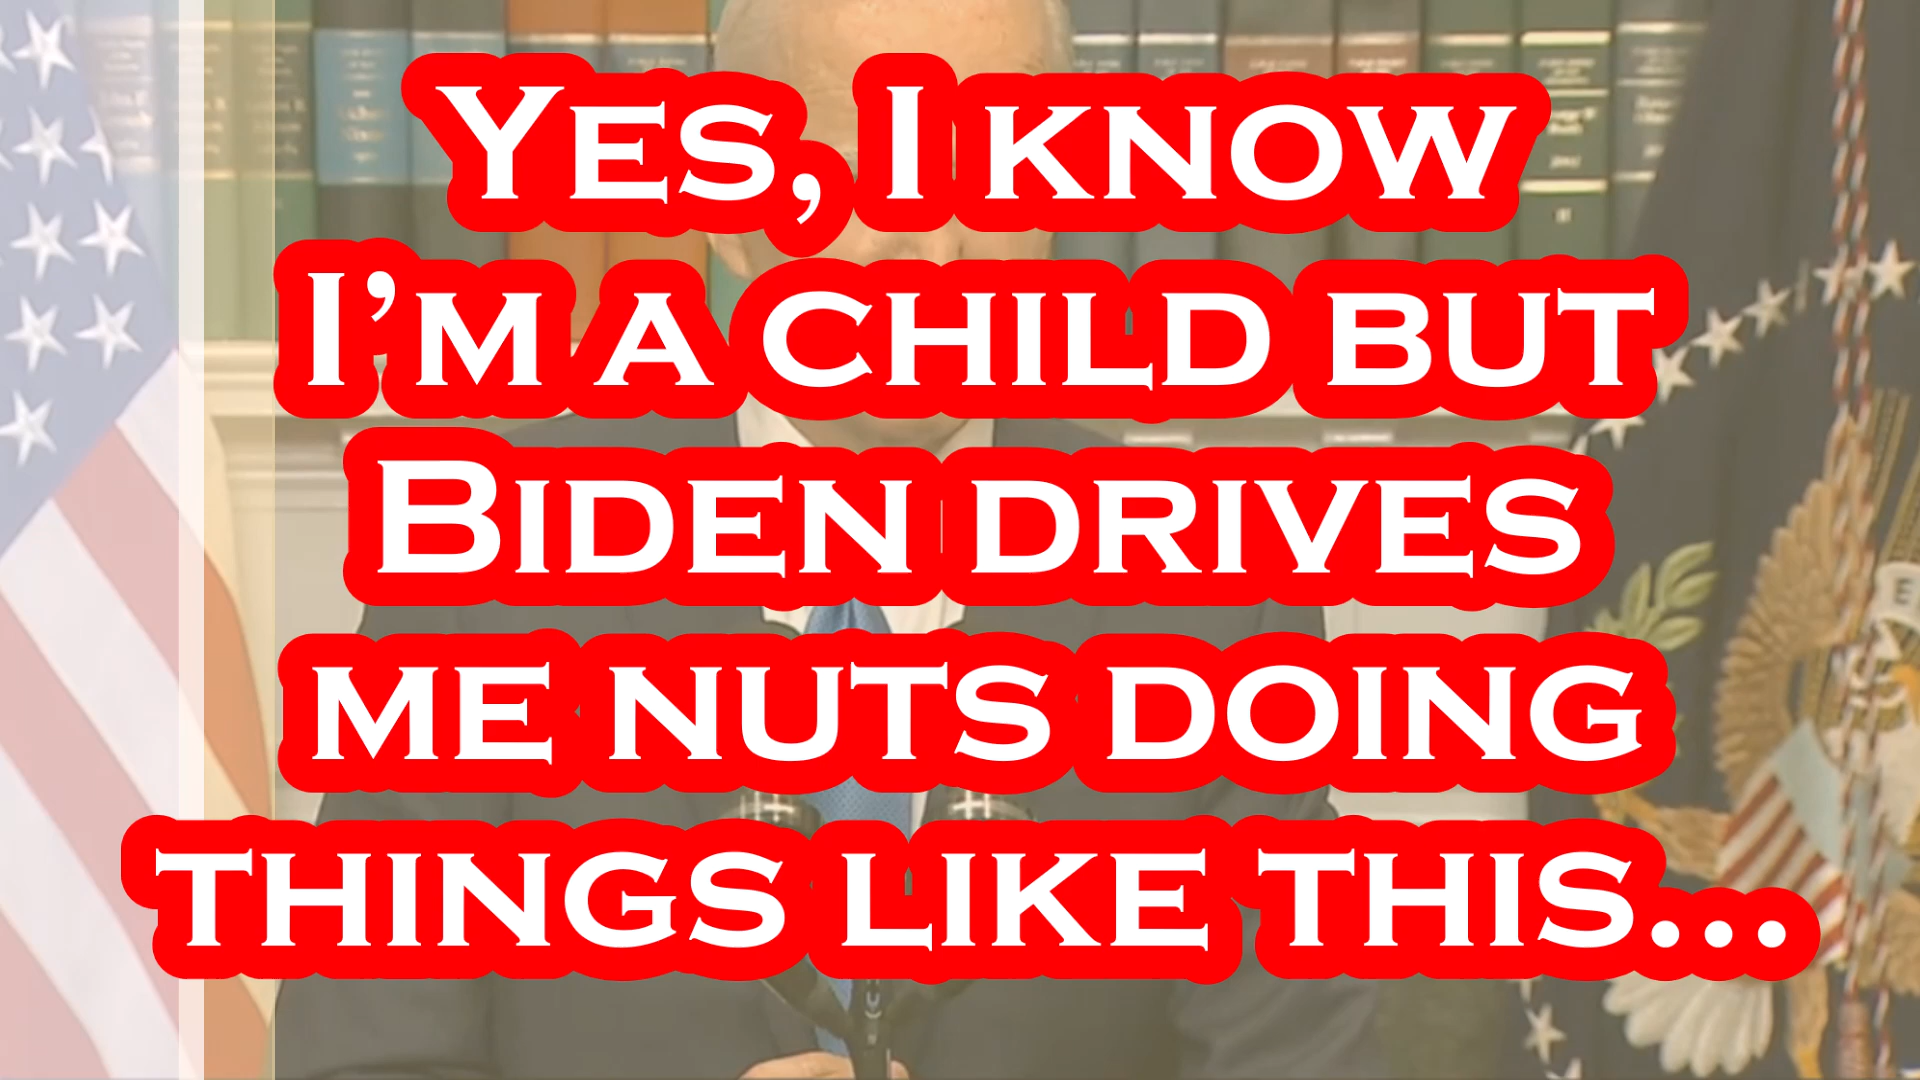 Yes, I know
I'm a child but
Biden drives
me nuts doing
things like this...